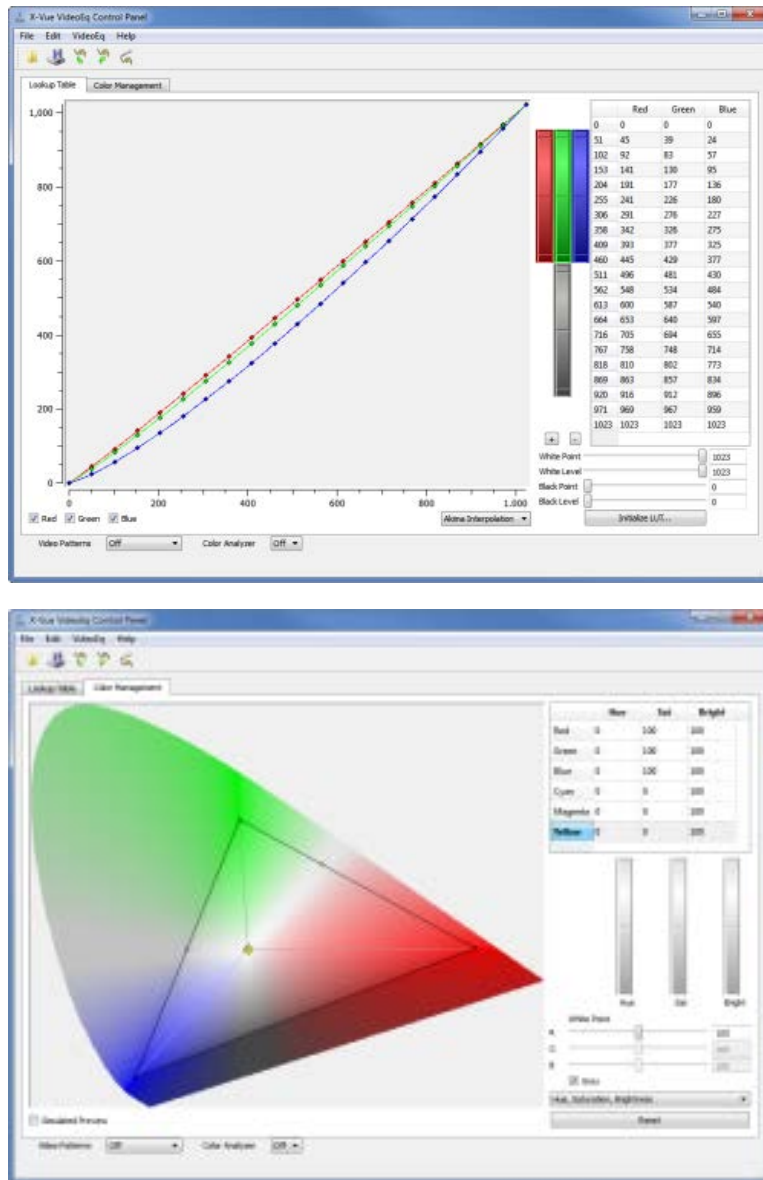 X-Vue VideoEq Control Panel
File Edit VideoEq Help
Lookup Table Color Management
1,000
800
600
400
200
0
0 200 400 600 800 1.000
Red Green Blue
Akima Interpolation
Red Green Blue
0 0 0 0
51 45 39 24
102 92 83 57
153 141 130 95
204 191 177 136
255 241 226 180
306 291 276 227
358 342 326 275
409 393 377 325
460 445 429 377
511 496 481 430
562 548 534 484
613 600 587 540
664 653 640 597
716 705 694 655
767 758 748 714
818 810 802 773
869 863 857 834
920 916 912 896
971 969 967 959
1023 1023 1023 1023
+ -
White Point 1023
White Level 1023
Black Point 0
Black Level 0
Initialize LUT...
Video Patterns Off Color Analyzer Off
X-Vue VideoEq Control Panel
File Edit VideoEq Help
Lookup Table Color Management
Hue Sat Bright
Red 0 100 100
Green 0 100 100
Blue 0 100 100
Cyan 0 0 100
Magenta 0 0 100
Yellow 0 0 100
Hue Sat Bright
White Point
R 100
G
B
Hue, Saturation, Brightness
Reset
Simulated Preview
Video Patterns Off Color Analyzer Off